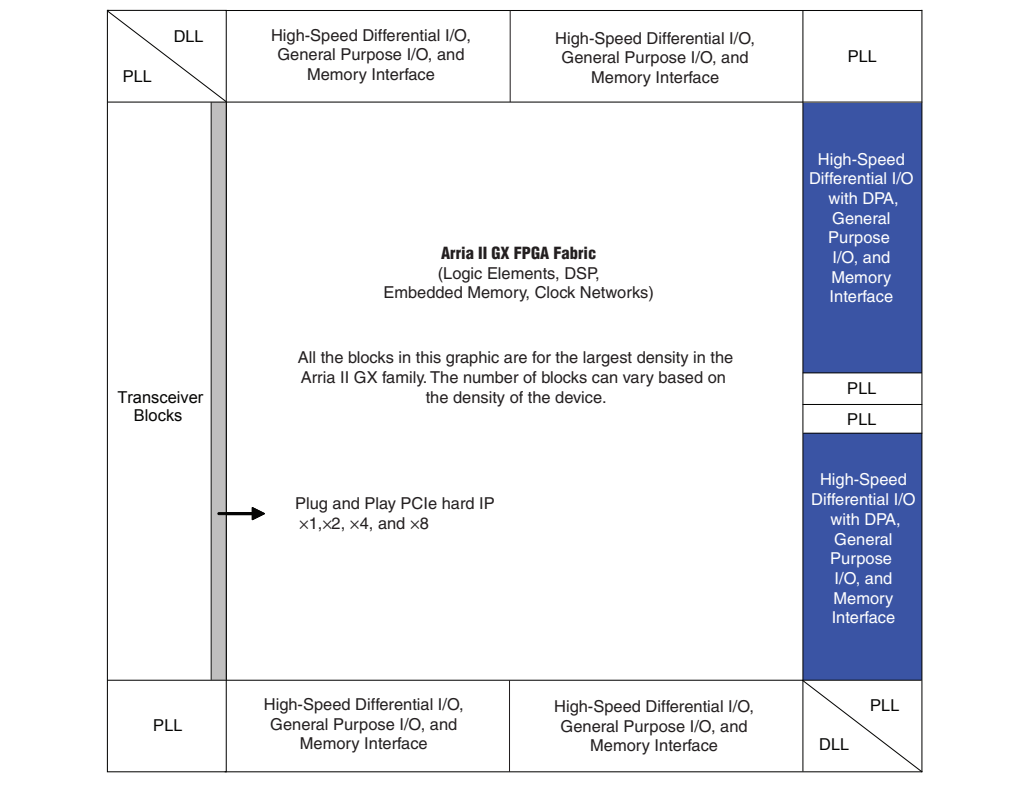 DLL
PLL
High-Speed Differential I/O,
General Purpose I/O, and
Memory Interface
High-Speed Differential I/O,
General Purpose I/O, and
Memory Interface
PLL
Transceiver
Blocks
Arria II GX FPGA Fabric
(Logic Elements, DSP,
Embedded Memory, Clock Networks)
All the blocks in this graphic are for the largest density in the
Arria II GX family. The number of blocks can vary based on
the density of the device.
Plug and Play PCIe hard IP
×1,×2, ×4, and ×8
High-Speed
Differential I/O
with DPA,
General
Purpose
I/O, and
Memory
Interface
PLL
PLL
High-Speed
Differential I/O
with DPA,
General
Purpose
I/O, and
Memory
Interface
PLL
High-Speed Differential I/O,
General Purpose I/O, and
Memory Interface
High-Speed Differential I/O,
General Purpose I/O, and
Memory Interface
PLL
DLL